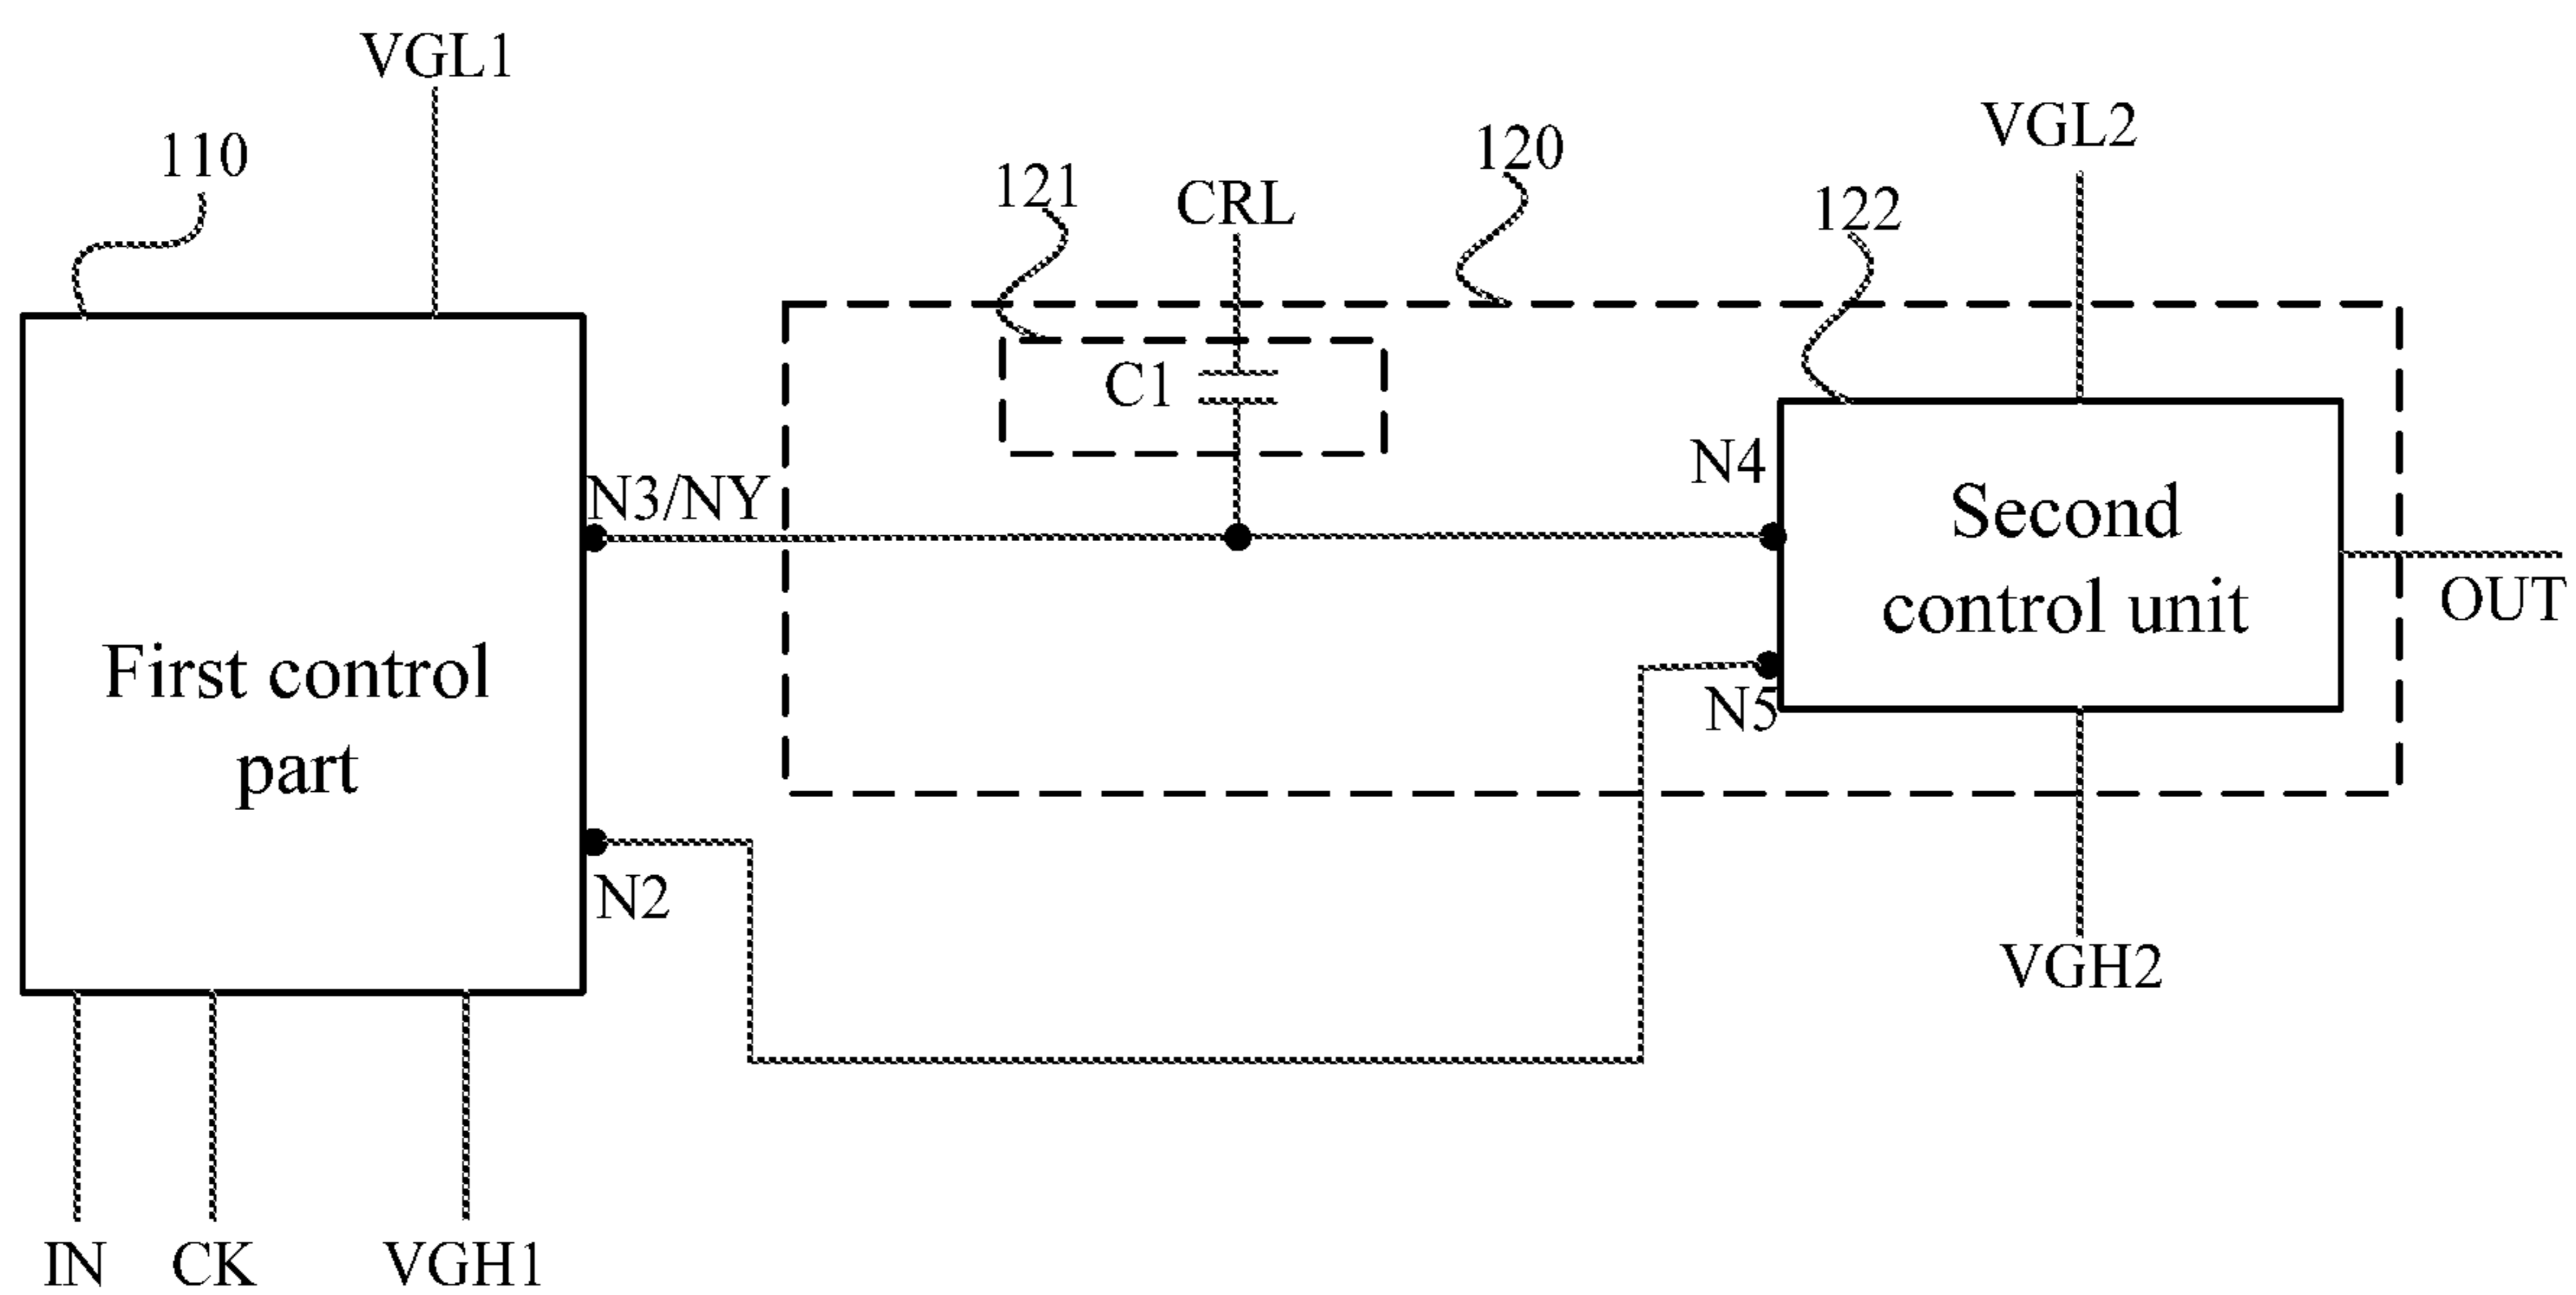 VGL1
110
121
CRL
120
VGL2
122
C1
N3/NY
N4
Second
control unit
OUT
First control
part
N5
N2
VGH2
IN
CK
VGH1